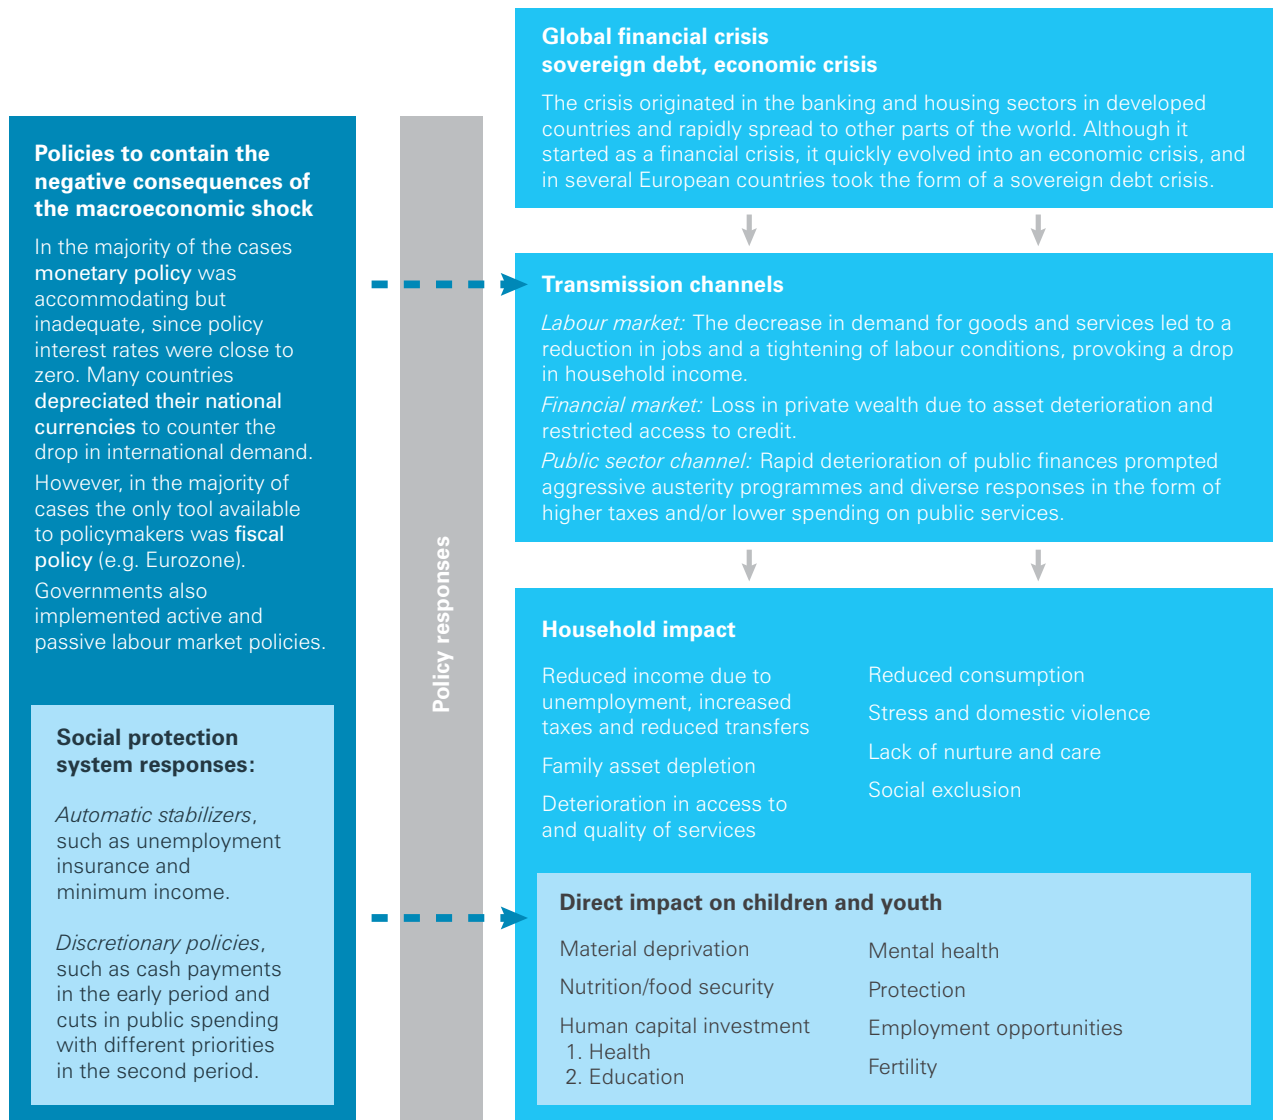 Global financial crisis
sovereign debt, economic crisis
The crisis originated in the banking and housing sectors in developed
countries and rapidly spread to other parts of the world. Although it
started as a financial crisis, it quickly evolved into an economic crisis, and
in several European countries took the form of a sovereign debt crisis.
Policies to contain the
negative consequences of
the macroeconomic shock
In the majority of the cases
monetary policy was
accommodating but
inadequate, since policy
interest rates were close to
zero. Many countries
depreciated their national
currencies to counter the
drop in international demand.
However, in the majority of
cases the only tool available
to policymakers was fiscal
policy (e.g. Eurozone).
Governments also
implemented active and
passive labour market policies.
Social protection
system responses:
Automatic stabilizers,
such as unemployment
insurance and
minimum income.
Discretionary policies,
such as cash payments
in the early period and
cuts in public spending
with different priorities
in the second period.
Policy responses
Transmission channels
Labour market: The decrease in demand for goods and services led to a
reduction in jobs and a tightening of labour conditions, provoking a drop
in household income.
Financial market: Loss in private wealth due to asset deterioration and
restricted access to credit.
Public sector channel: Rapid deterioration of public finances prompted
aggressive austerity programmes and diverse responses in the form of
higher taxes and/or lower spending on public services.
Household impact
Reduced income due to
unemployment, increased
taxes and reduced transfers
Family asset depletion
Deterioration in access to
and quality of services
Reduced consumption
Stress and domestic violence
Lack of nurture and care
Social exclusion
Direct impact on children and youth
Material deprivation
Nutrition/food security
Human capital investment
1. Health
2. Education
Mental health
Protection
Employment opportunities
Fertility